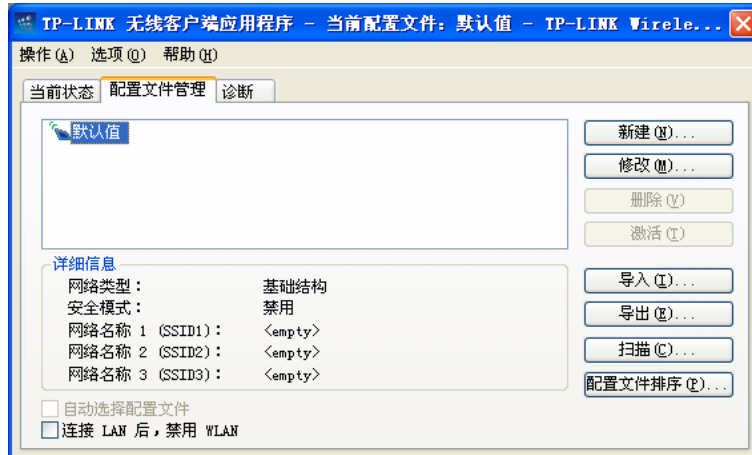 TP-LINK 无线客户端应用程序 - 当前配置文件: 默认值 - TP-LINK Wirele...
操作(A) 选项(O) 帮助(H)
当前状态 配置文件管理 诊断
默认值
新建(N)...
修改(M)...
删除(V)
激活(T)
详细信息
网络类型： 基础结构
安全模式： 禁用
网络名称 1 (SSID1)： <empty>
网络名称 2 (SSID2)： <empty>
网络名称 3 (SSID3)： <empty>
导入(I)...
导出(E)...
扫描(C)...
配置文件排序(P)...
自动选择配置文件
连接 LAN 后，禁用 WLAN